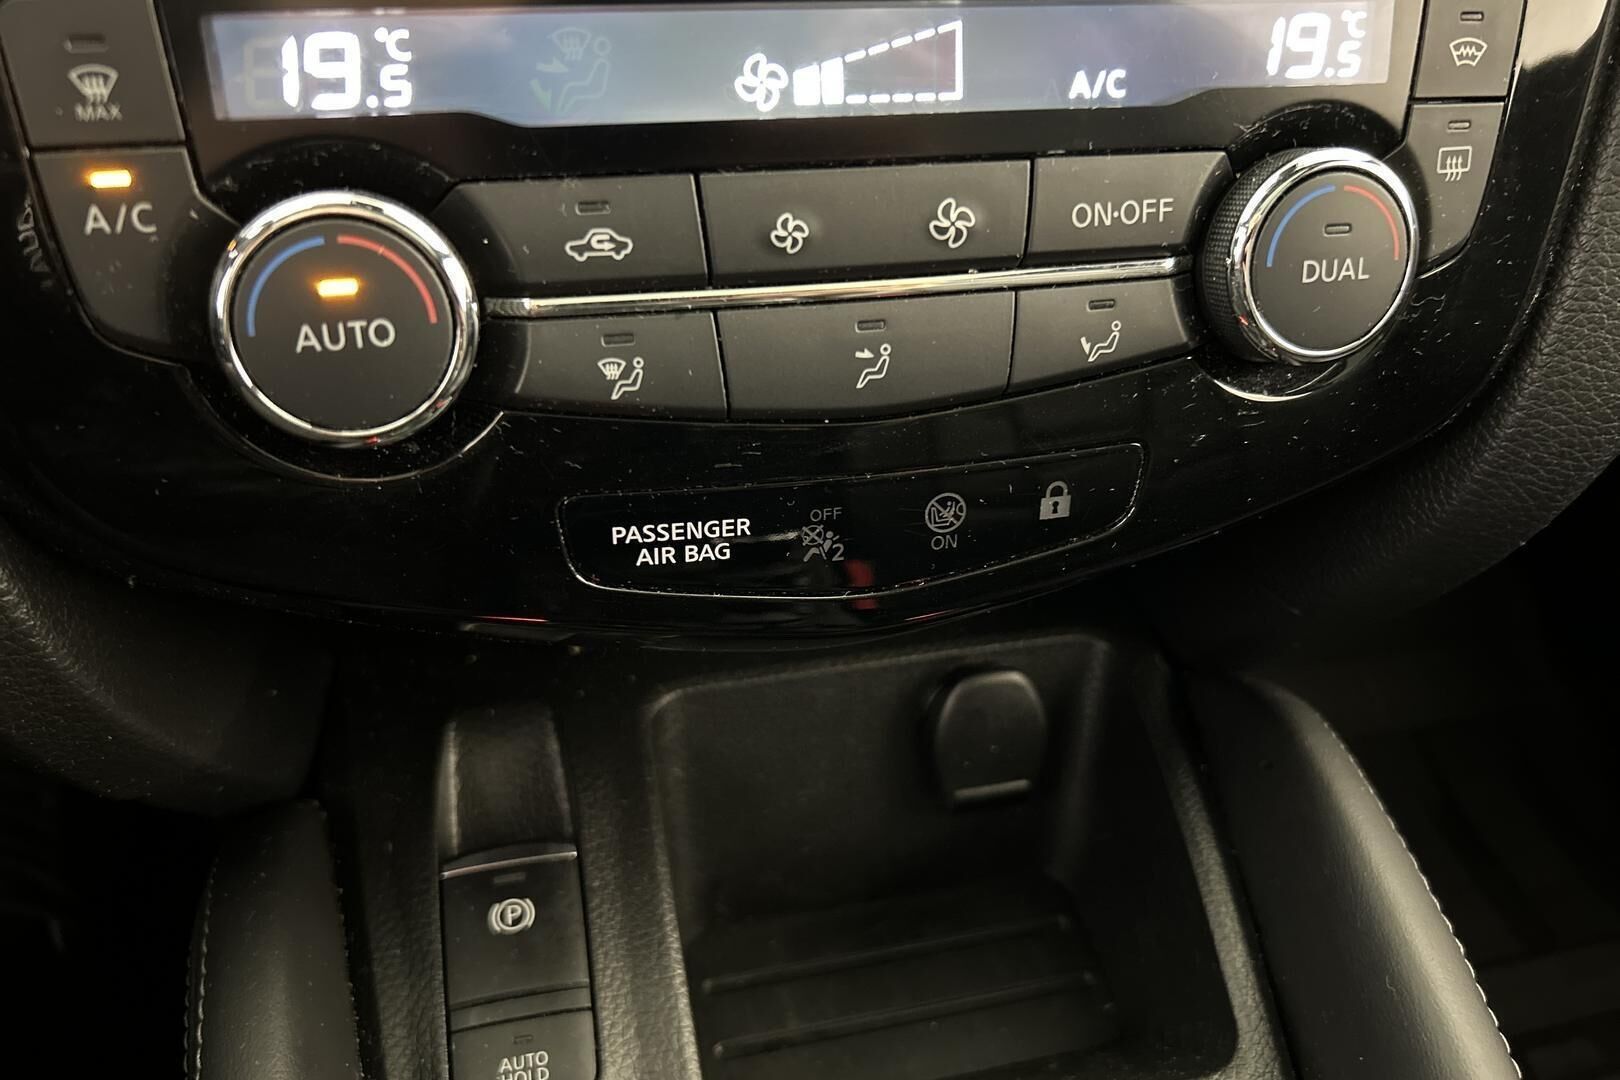 19.5 °C
A/C
19.5 °C
MAX
A/C
ON·OFF
AUTO
DUAL
PASSENGER
AIR BAG
OFF
2
ON
P
AUTO
HOLD